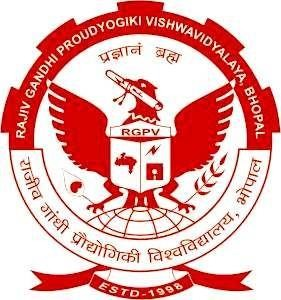 RAJIV GANDHI PROUDYOGIKI VISHWAVIDYALAYA, BHOPAL
प्रज्ञानं ब्रह्म
RGPV
राजीव गांधी प्रौद्योगिकी विश्वविद्यालय, भोपाल
ESTD-1998